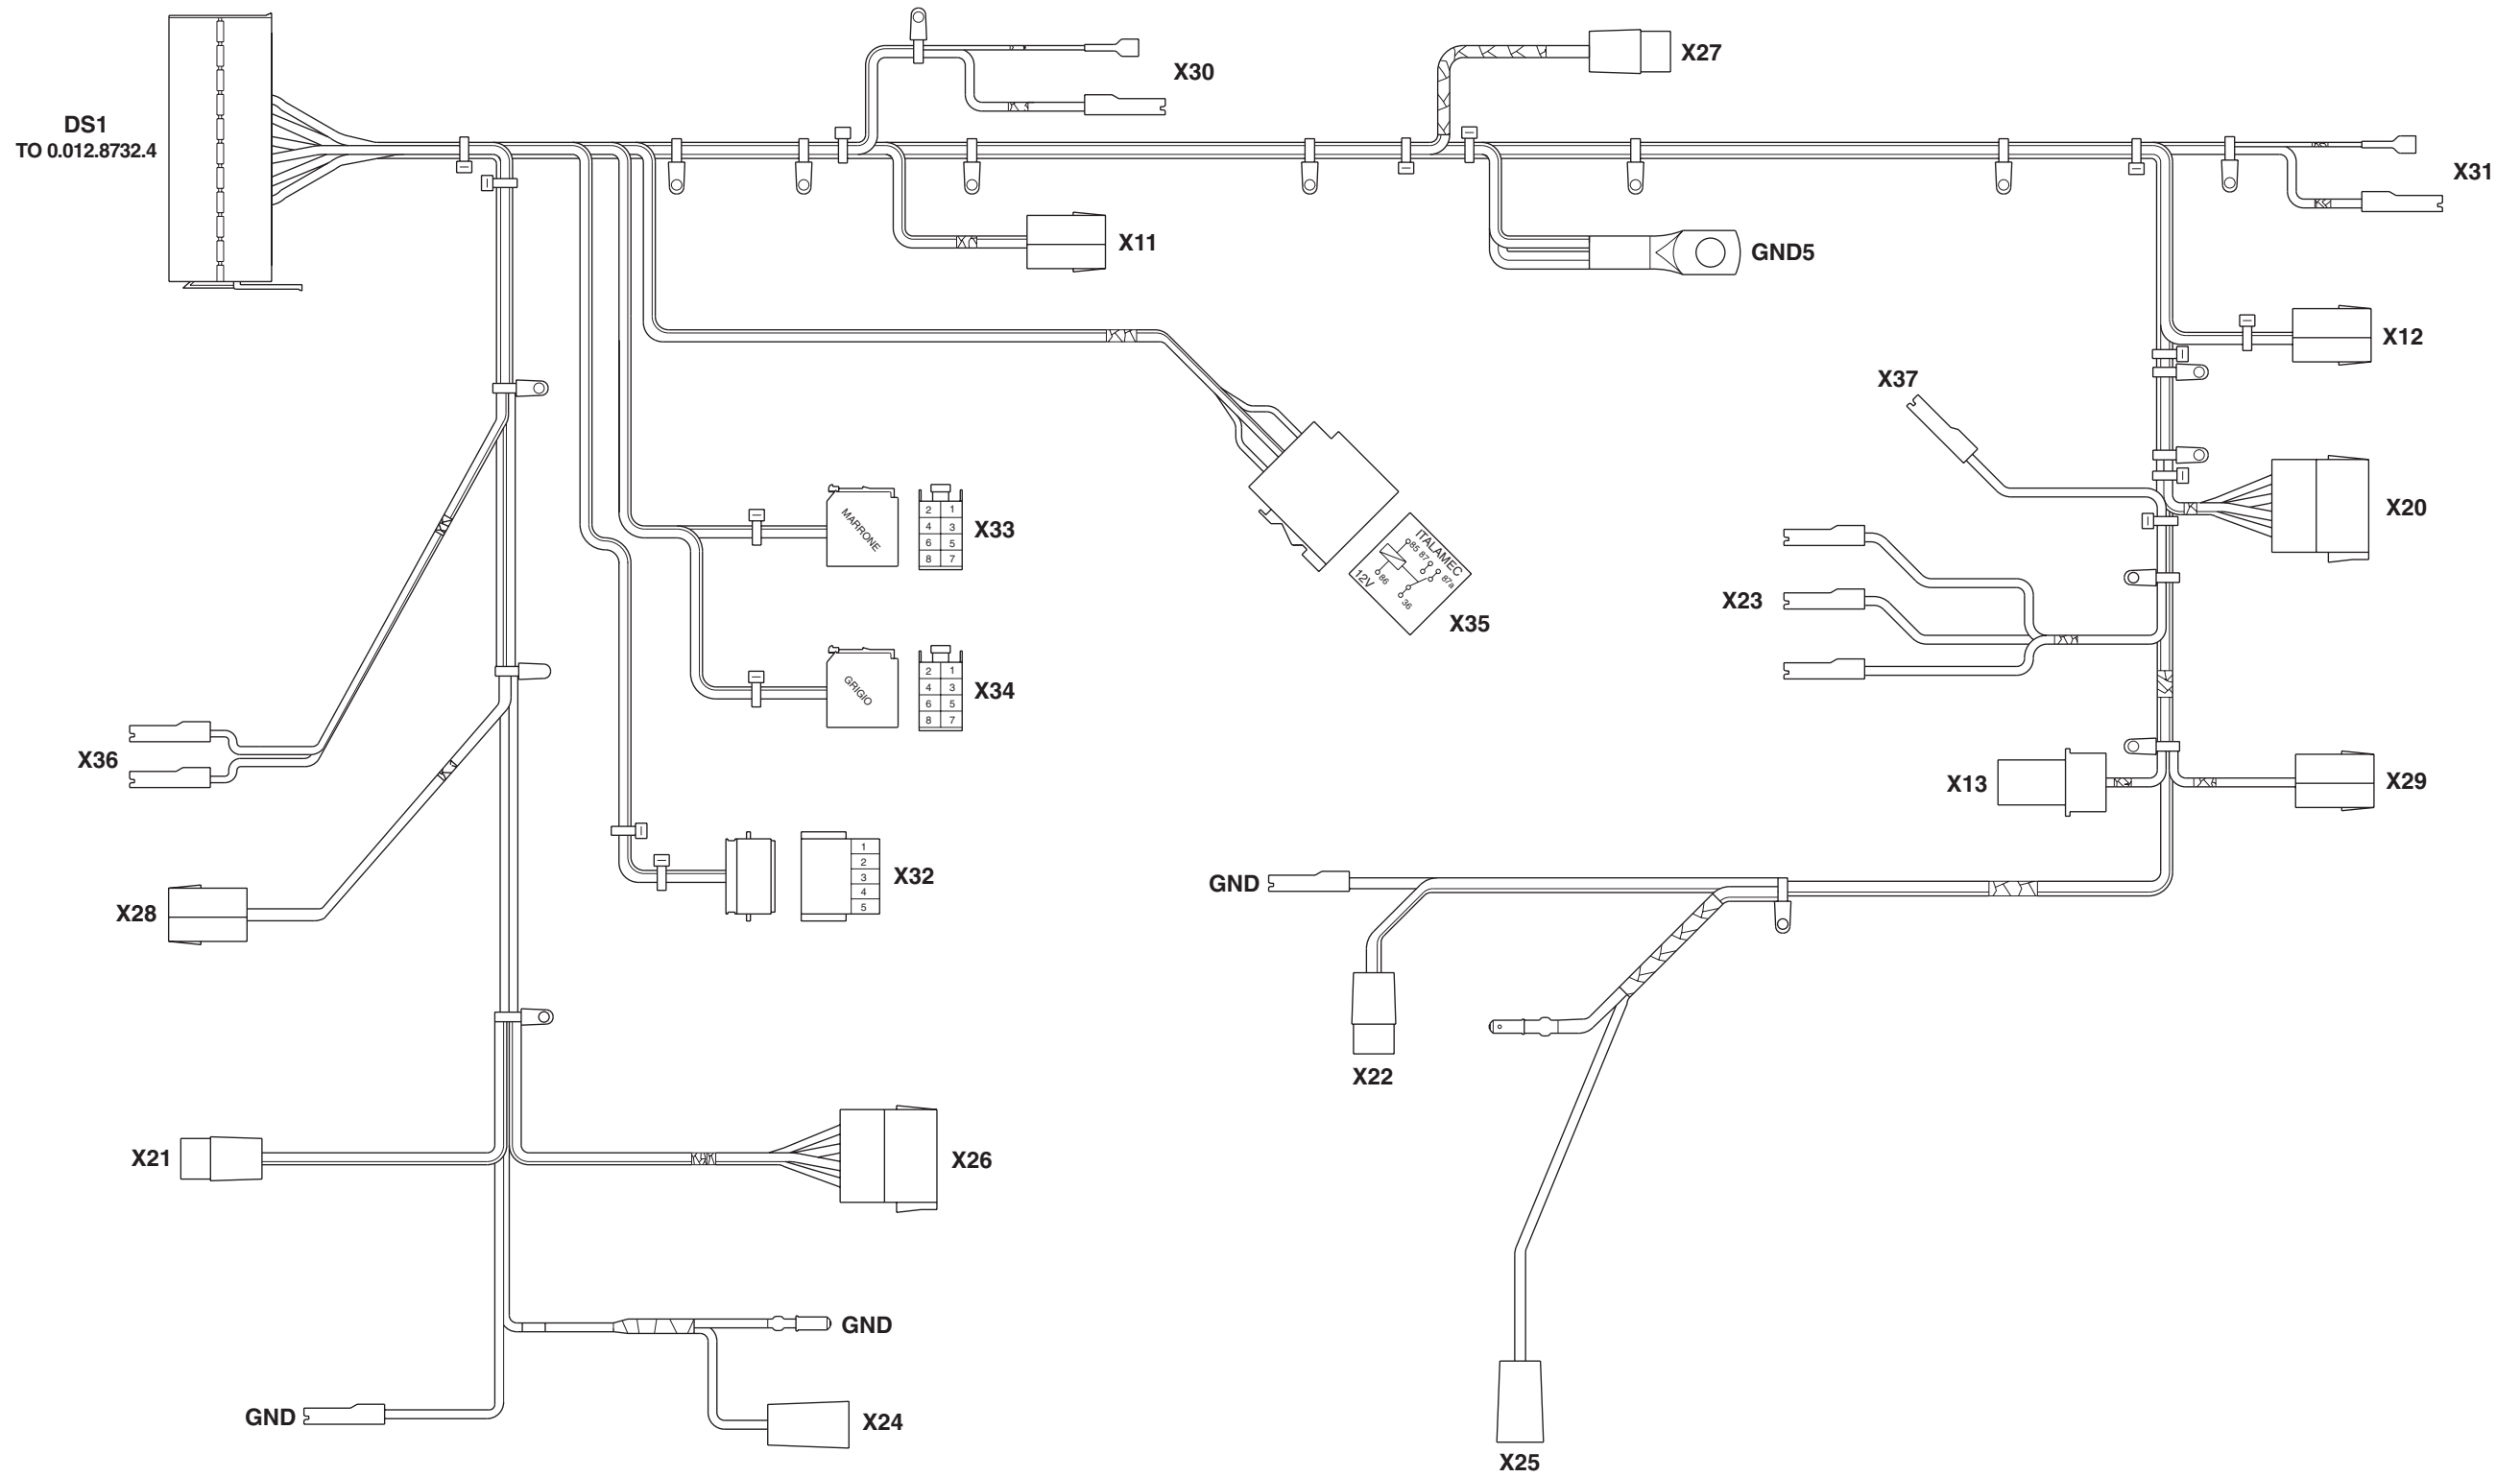 X30
X27
DS1
TO 0.012.8732.4
X31
X11
GND5
X12
X37
MARRONE
2 1
4 3
6 5
8 7
X33
X20
ITALAMEC
85 87
87a
86
12V
36
X35
X23
GRIGIO
2 1
4 3
6 5
8 7
X34
X36
X13
X29
1
2
3
4
5
X32
GND
X28
X22
X21
X26
GND
GND
X24
X25